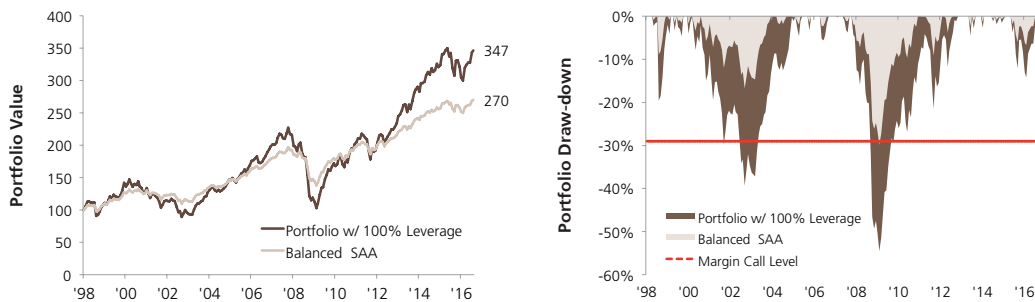 Portfolio Value
400
350
300
250
200
150
100
50
0
'98 '00 '02 '04 '06 '08 '10 '12 '14 '16
347
270
Portfolio w/ 100% Leverage
Balanced SAA
Portfolio Draw-down
0%
-10%
-20%
-30%
-40%
-50%
-60%
'98 '00 '02 '04 '06 '08 '10 '12 '14 '16
Portfolio w/ 100% Leverage
Balanced SAA
Margin Call Level